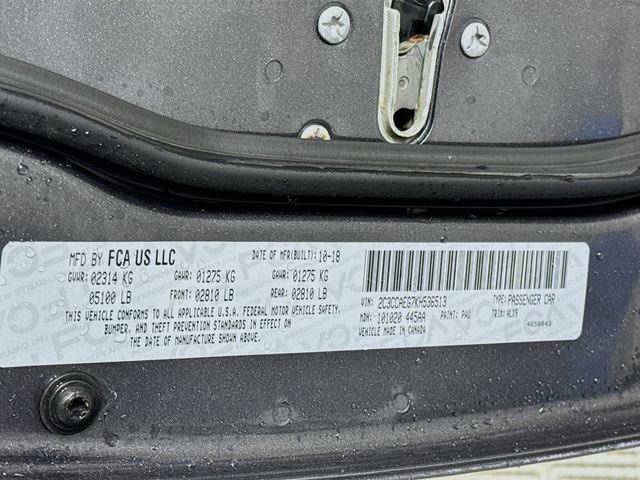 MFD BY FCA US LLC DATE OF MFR(BUILT): 10-18
GVWR: 02314 KG GAWR: 01275 KG GAWR: 01275 KG
05100 LB FRONT: 02810 LB REAR: 02810 LB
THIS VEHICLE CONFORMS TO ALL APPLICABLE U.S.A. FEDERAL MOTOR VEHICLE SAFETY,
BUMPER, AND THEFT PREVENTION STANDARDS IN EFFECT ON
THE DATE OF MANUFACTURE SHOWN ABOVE.
VIN: 2C3CCAEG7KH536513 TYPE: PASSENGER CAR
MDH: 101020 445AA PAINT: PAU TRIM: ALX9
VEHICLE MADE IN CANADA 4658843